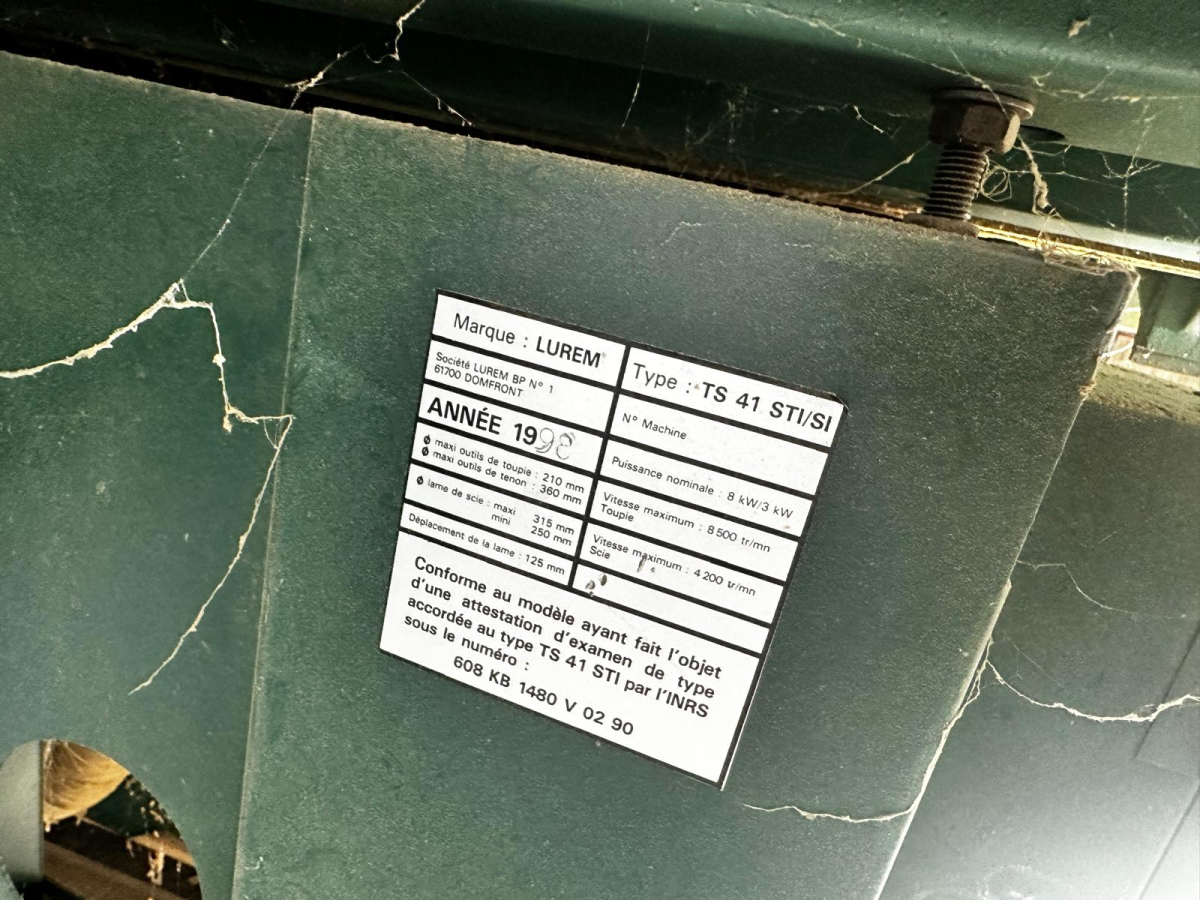 Marque : LUREM
Société LUREM BP N° 1
61700 DOMFRONT
ANNÉE 1998
Ø maxi outils de toupie : 210 mm
Ø maxi outils de tenon : 360 mm
Ø lame de scie : maxi 315 mm
mini 250 mm
Déplacement de la lame : 125 mm
Type : TS 41 STI/SI
N° Machine
Puissance nominale : 8 kW/3 kW
Vitesse maximum : 8500 tr/mn
Toupie
Vitesse maximum : 4200 tr/mn
Scie
Conforme au modèle ayant fait l'objet
d'une attestation d'examen de type
accordée au type TS 41 STI par l'INRS
sous le numéro :
608 KB 1480 V 02 90